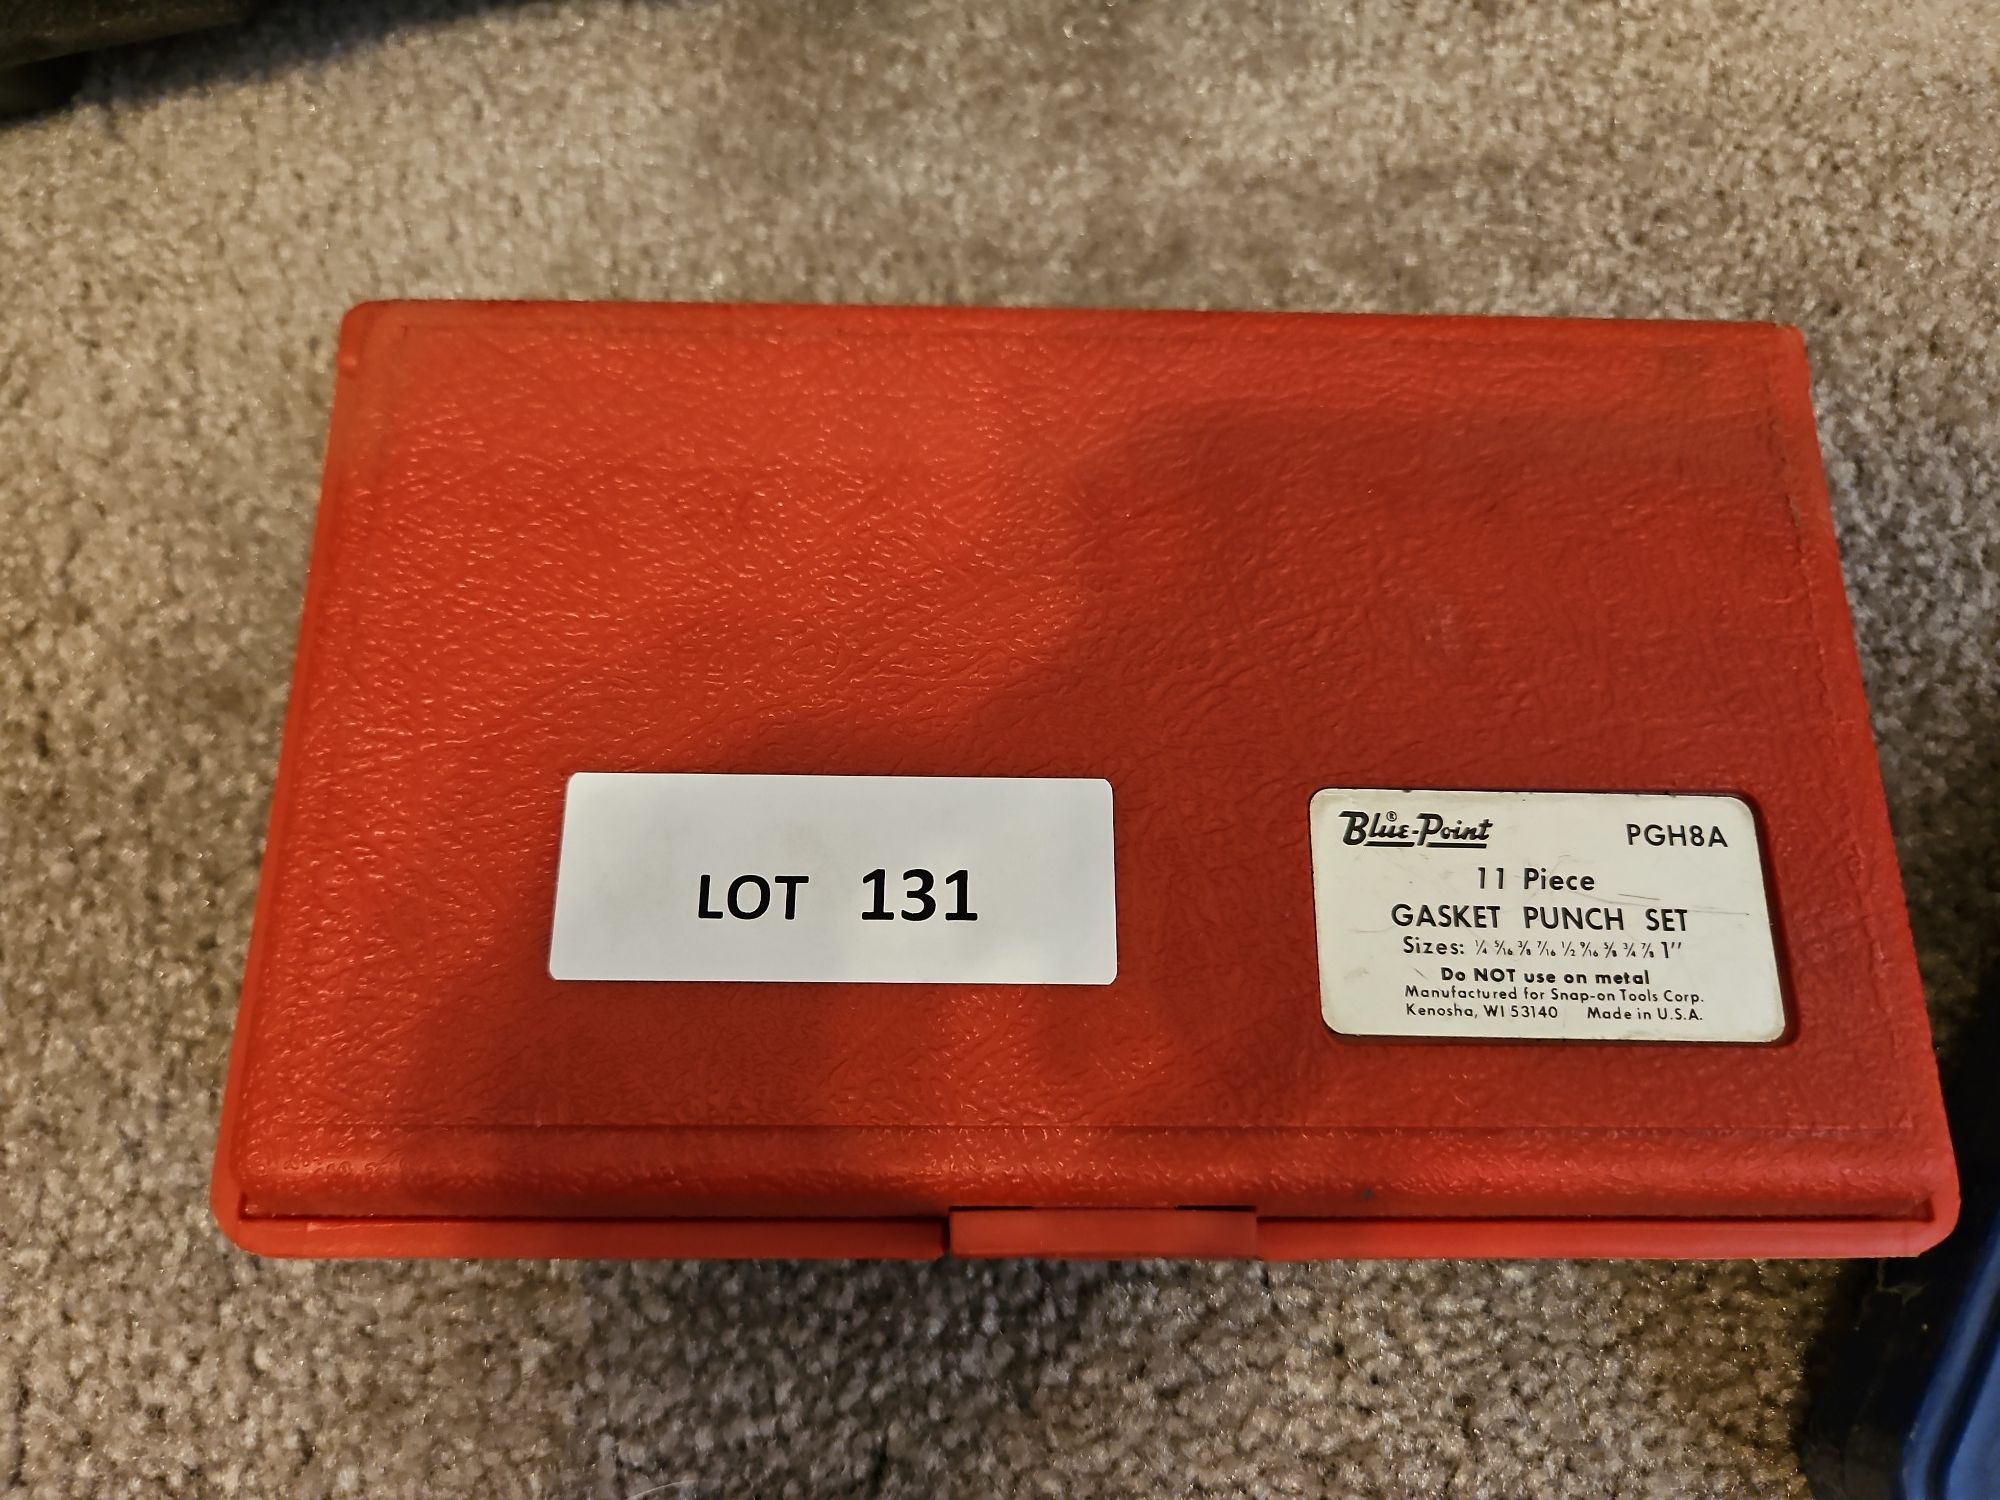 LOT 131
Blue-Point® PGH8A
11 Piece
GASKET PUNCH SET
Sizes: 1/4 5/16 3/8 7/16 1/2 9/16 5/8 3/4 7/8 1"
Do NOT use on metal
Manufactured for Snap-on Tools Corp.
Kenosha, WI 53140 Made in U.S.A.